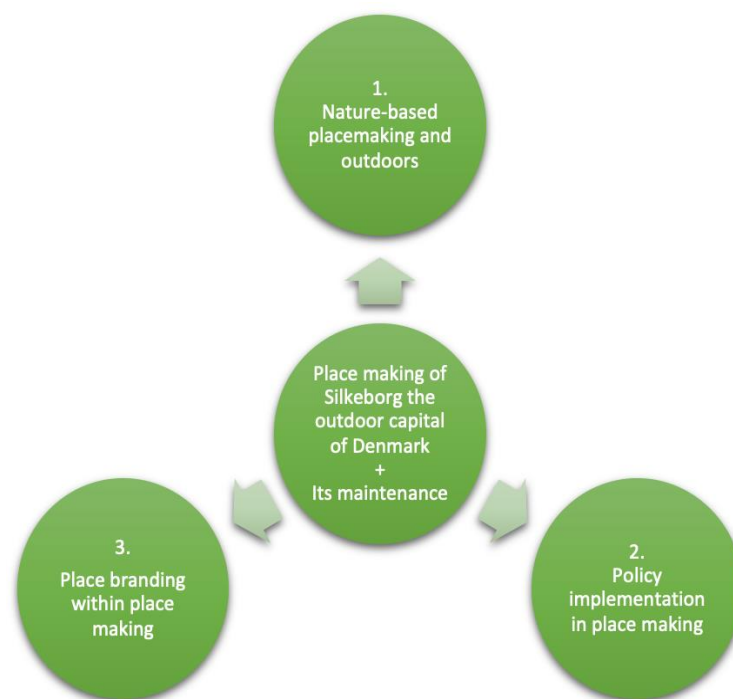 1.
Nature-based
placemaking and
outdoors
Place making of
Silkeborg the
outdoor capital
of Denmark
+
Its maintenance
3.
Place branding
within place
making
2.
Policy
implementation
in place making